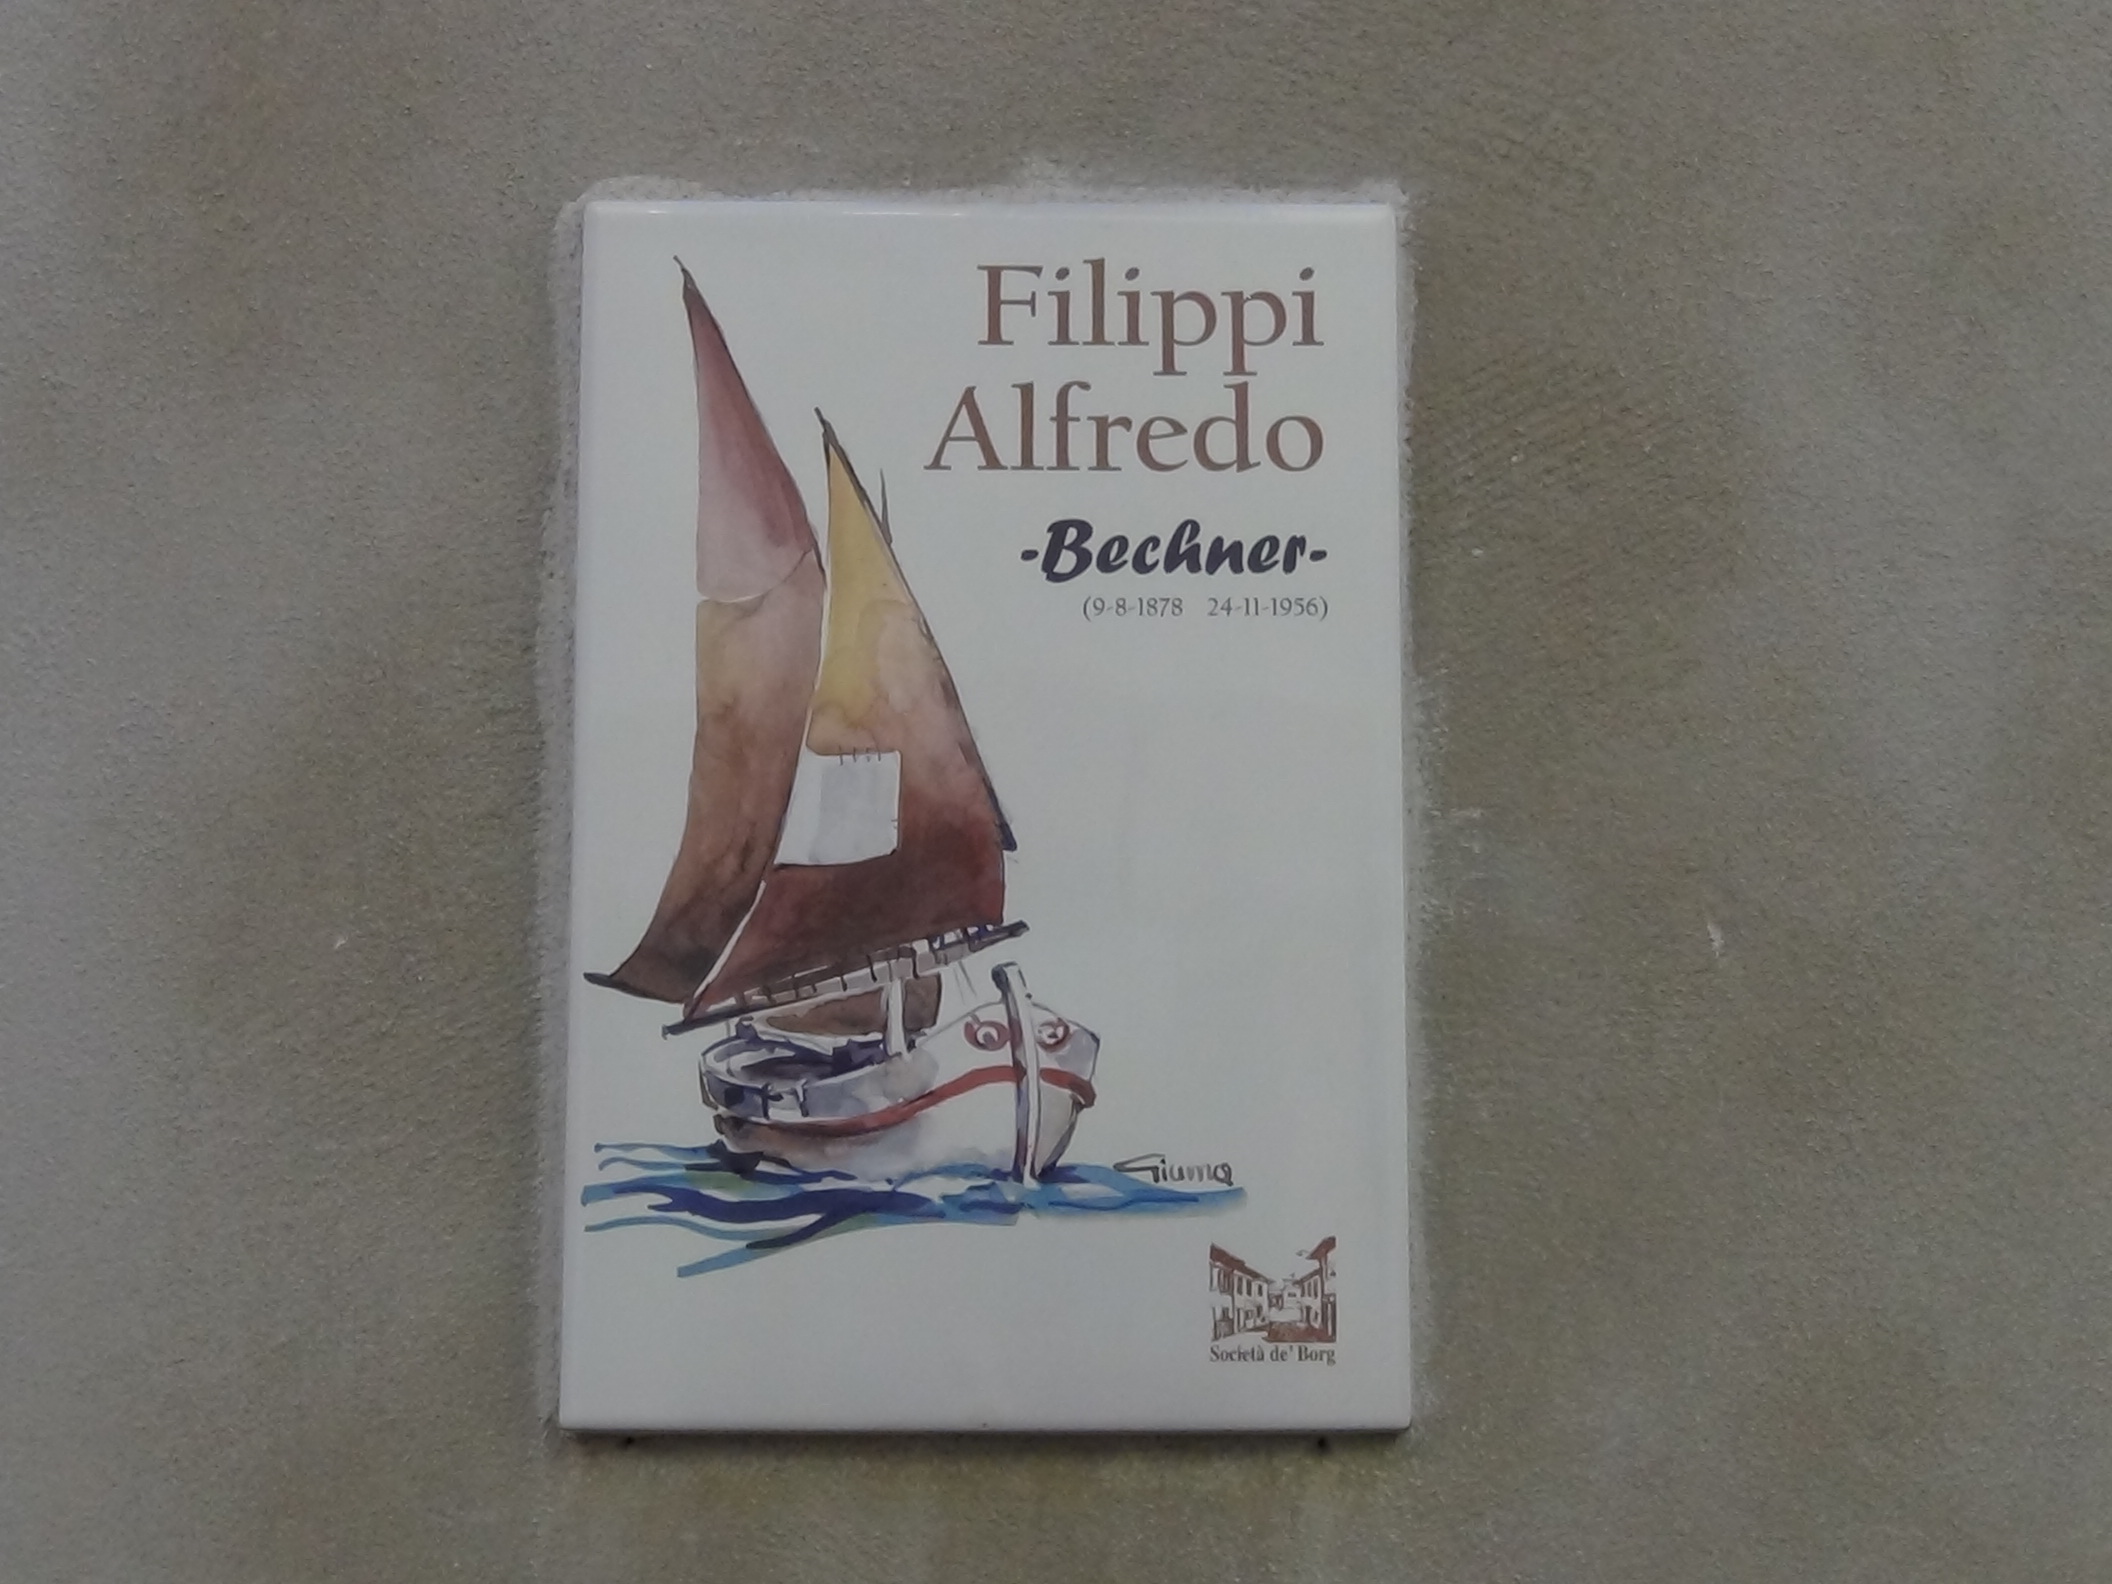 Filippi
Alfredo
-Bechner-
(9-8-1878 24-11-1956)
Giuma
Società de' Borg